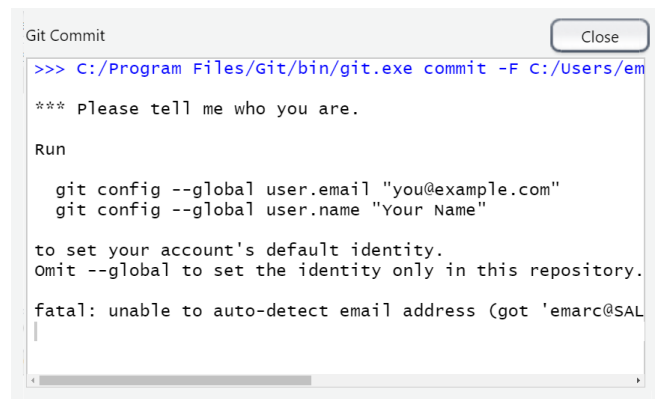 Git Commit
Close
>>> C:/Program Files/Git/bin/git.exe commit -F C:/Users/em
*** Please tell me who you are.
Run
git config --global user.email "you@example.com"
git config --global user.name "Your Name"
to set your account's default identity.
Omit --global to set the identity only in this repository.
fatal: unable to auto-detect email address (got 'emarc@SAL